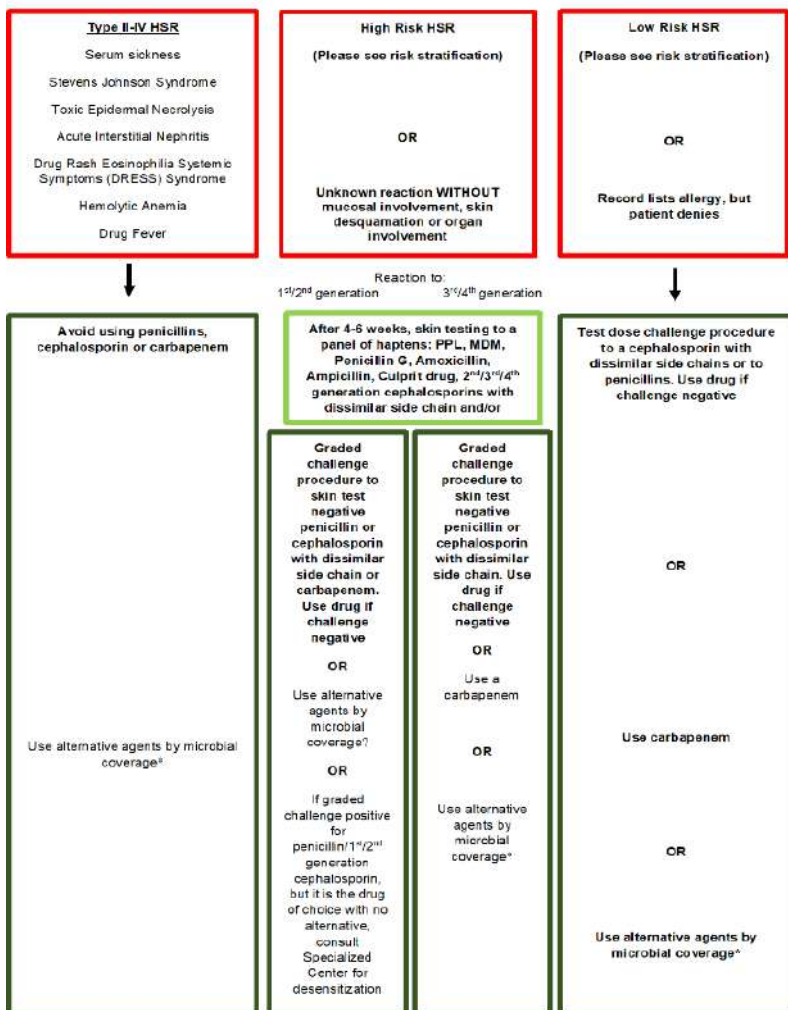 Type II-IV HSR
Serum sickness
Stevens Johnson Syndrome
Toxic Epidermal Necrolysis
Acute Interstitial Nephritis
Drug Rash Eosinophilia Systemic
Symptoms (DRESS) Syndrome
Hemolytic Anemia
Drug Fever
High Risk HSR
(Please see risk stratification)
OR
Unknown reaction WITHOUT
mucosal involvement, skin
desquamation or organ
involvement
Low Risk HSR
(Please see risk stratification)
OR
Record lists allergy, but
patient denies
Reaction to:
1st/2nd generation
3rd/4th generation
Avoid using penicillins,
cephalosporin or carbapenem
Use alternative agents by microbial
coverage*
After 4-6 weeks, skin testing to a
panel of haptens: PPL, MDM,
Penicillin G, Amoxicillin,
Ampicillin, Culprit drug, 2nd/3rd/4th
generation cephalosporins with
dissimilar side chain and/or
Graded
challenge
procedure to
skin test
negative
penicillin or
cephalosporin
with dissimilar
side chain or
carbapenem.
Use drug if
challenge
negative
OR
Use alternative
agents by
microbial
coverage?
OR
If graded
challenge positive
for
penicillin/1st/2nd
generation
cephalosporin,
but it is the drug
of choice with no
alternative,
consult
Specialized
Center for
desensitization
Graded
challenge
procedure to
skin test
negative
penicillin or
cephalosporin
with dissimilar
side chain. Use
drug if
challenge
negative
OR
Use a
carbapenem
OR
Use alternative
agents by
microbial
coverage*
Test dose challenge procedure
to a cephalosporin with
dissimilar side chains or to
penicillins. Use drug if
challenge negative
OR
Use carbapenem
OR
Use alternative agents by
microbial coverage*